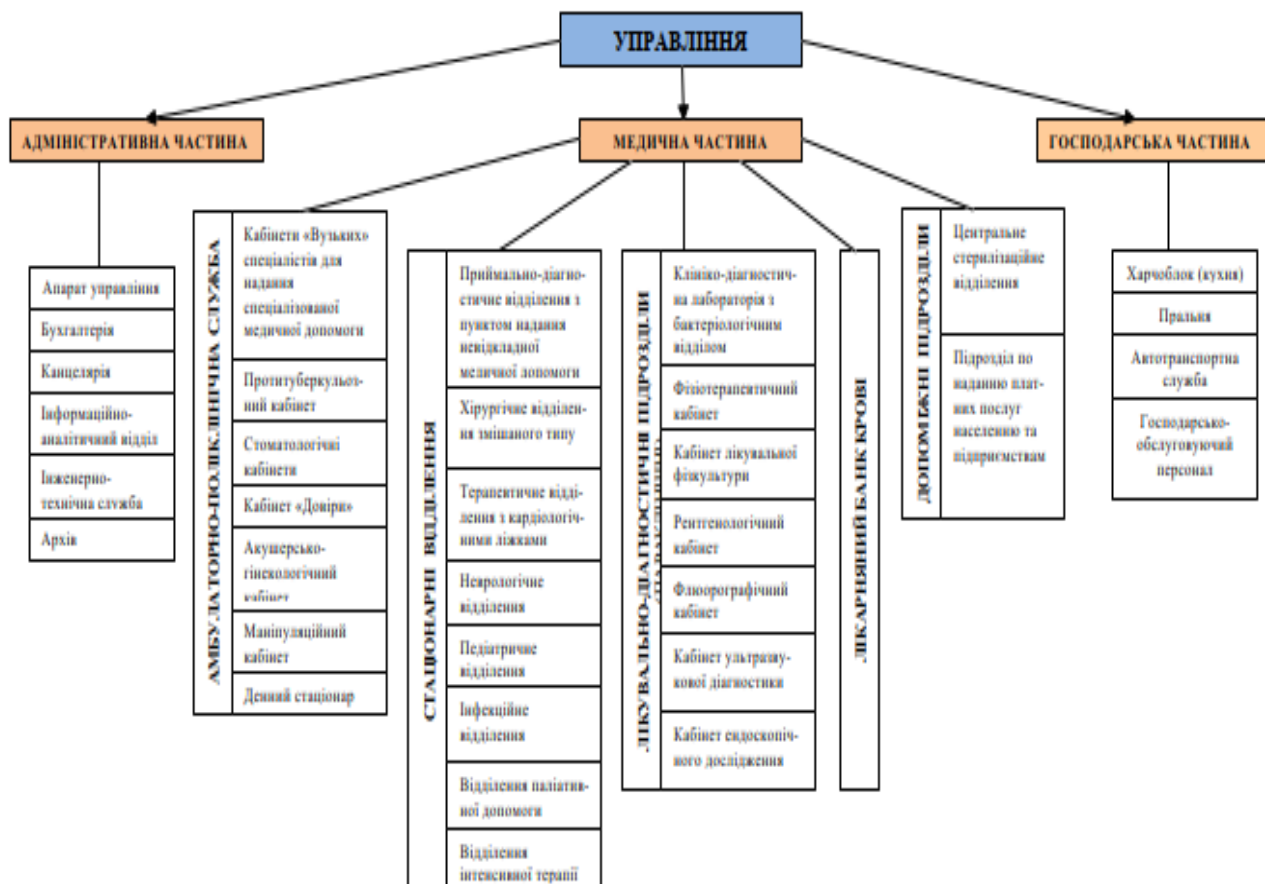 УПРАВЛІННЯ
АДМІНІСТРАТИВНА ЧАСТИНА
МЕДИЧНА ЧАСТИНА
ГОСПОДАРСЬКА ЧАСТИНА
Апарат управління
Бухгалтерія
Канцелярія
Інформаційно-
аналітичний відділ
Інженерно-
технічна служба
Архів
АМБУЛАТОРНО-ПОЛІКЛІНІЧНА СЛУЖБА
Кабінети «Вузьких»
спеціалістів для
надання
спеціалізованої
медичної допомоги
Протитуберкульоз-
ний кабінет
Стоматологічні
кабінети
Кабінет «Довіри»
Акушерсько-
гінекологічний
кабінет
Маніпуляційний
кабінет
Денний стаціонар
СТАЦІОНАРНІ ВІДДІЛЕННЯ
Приймально-діагно-
стичне відділення з
пунктом надання
невідкладної
медичної допомоги
Хірургічне відділен-
ня змішаного типу
Терапевтичне відді-
лення з кардіологіч-
ними ліжками
Неврологічне
відділення
Педіатричне
відділення
Інфекційне
відділення
Відділення паліатив-
ної допомоги
Відділення
інтенсивної терапії
ЛІКУВАЛЬНО-ДІАГНОСТИЧНІ ПІДРОЗДІЛИ
Клініко-діагностич-
на лабораторія з
бактеріологічним
відділом
Фізіотерапевтичний
кабінет
Кабінет лікувальної
фізкультури
Рентгенологічний
кабінет
Флюорографічний
кабінет
Кабінет ультразву-
кової діагностики
Кабінет ендоскопіч-
ного дослідження
ЛІКАРНЯНИЙ БАНК КРОВІ
ДОПОМІЖНІ ПІДРОЗДІЛИ
Центральне
стерилізаційне
відділення
Підрозділ по
наданню плат-
них послуг
населенню та
підприємствам
Харчоблок (кухня)
Пральня
Автотранспортна
служба
Господарсько-
обслуговуючий
персонал